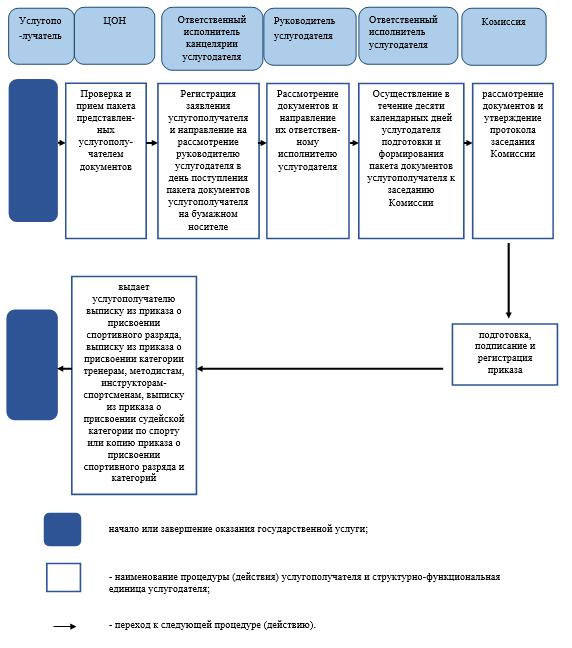 Услугопо
-лучатель
ЦОН
Ответственный
исполнитель
канцелярии
услугодателя
Руководитель
услугодателя
Ответственный
исполнитель
услугодателя
Комиссия
Проверка и
прием пакета
представлен-
ных
услугополу-
чателем
документов
Регистрация
заявления
услугополучателя
и направление на
рассмотрение
руководителю
услугодателя в
день поступления
пакета документов
услугополучателя
на бумажном
носителе
Рассмотрение
документов и
направление
их ответствен-
ному
исполнителю
услугодателя
Осуществление в
течение десяти
календарных дней
услугодателя
подготовки и
формирования
пакета документов
услугополучателя к
заседанию
Комиссии
рассмотрение
документов и
утверждение
протокола
заседания
Комиссии
подготовка,
подписание и
регистрация
приказа
выдает
услугополучателю
выписку из приказа о
присвоении
спортивного разряда,
выписку из приказа о
присвоении категории
тренерам, методистам,
инструкторам-
спортсменам, выписку
из приказа о
присвоении судейской
категории по спорту
или копию приказа о
присвоении
спортивного разряда и
категорий
начало или завершение оказания государственной услуги;
- наименование процедуры (действия) услугополучателя и структурно-функциональная
единица услугодателя;
- переход к следующей процедуре (действию).